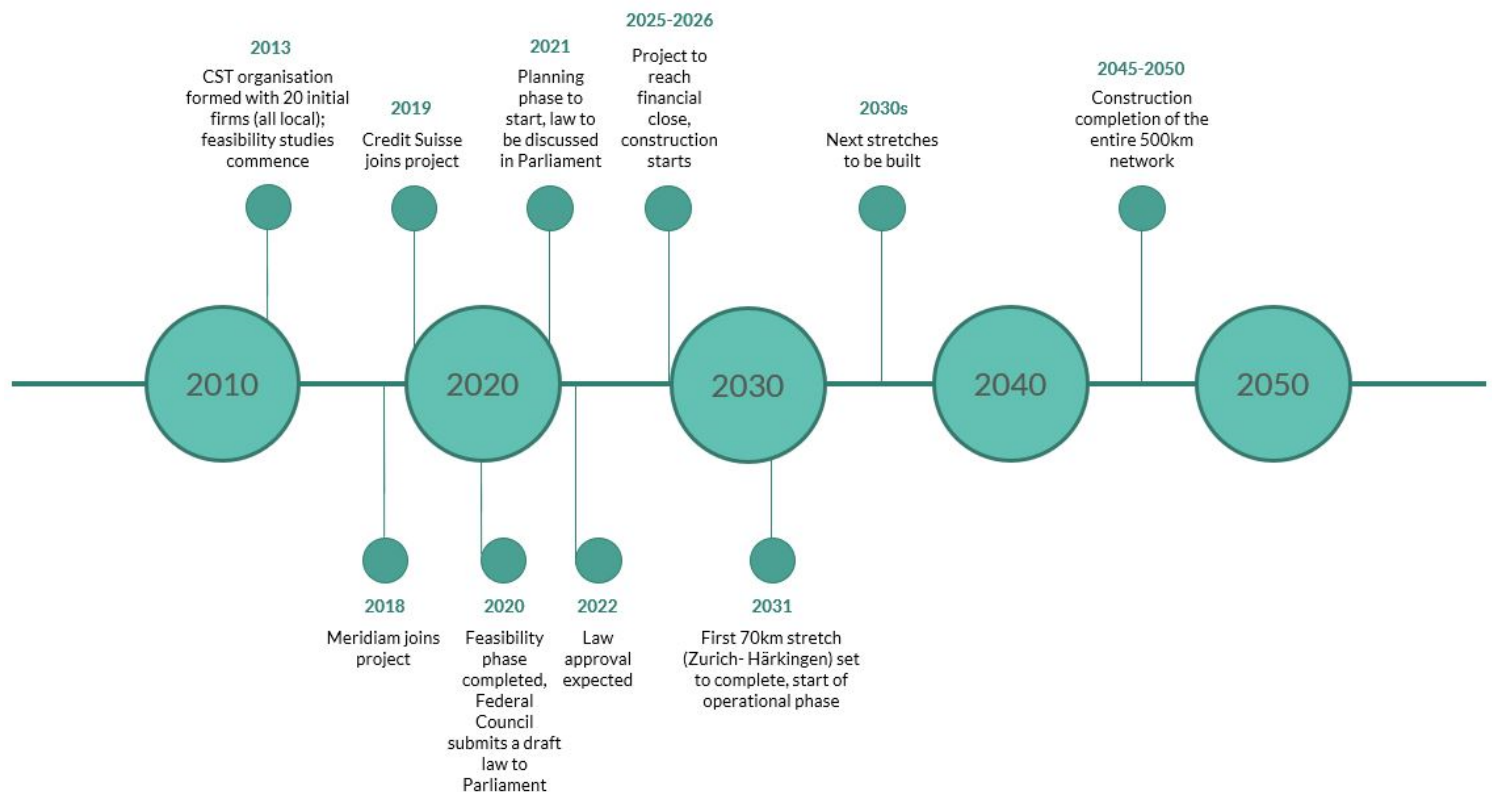 2013
CST organisation
formed with 20 initial
firms (all local);
feasibility studies
commence
2019
Credit Suisse
joins project
2021
Planning
phase to
start, law to
be discussed
in Parliament
2025-2026
Project to
reach
financial
close,
construction
starts
2030s
Next stretches
to be built
2045-2050
Construction
completion of the
entire 500km
network
2010
2020
2030
2040
2050
2018
Meridiam joins
project
2020
Feasibility
phase
completed,
Federal
Council
submits a draft
law to
Parliament
2022
Law
approval
expected
2031
First 70km stretch
(Zurich- Härkingen) set
to complete, start of
operational phase